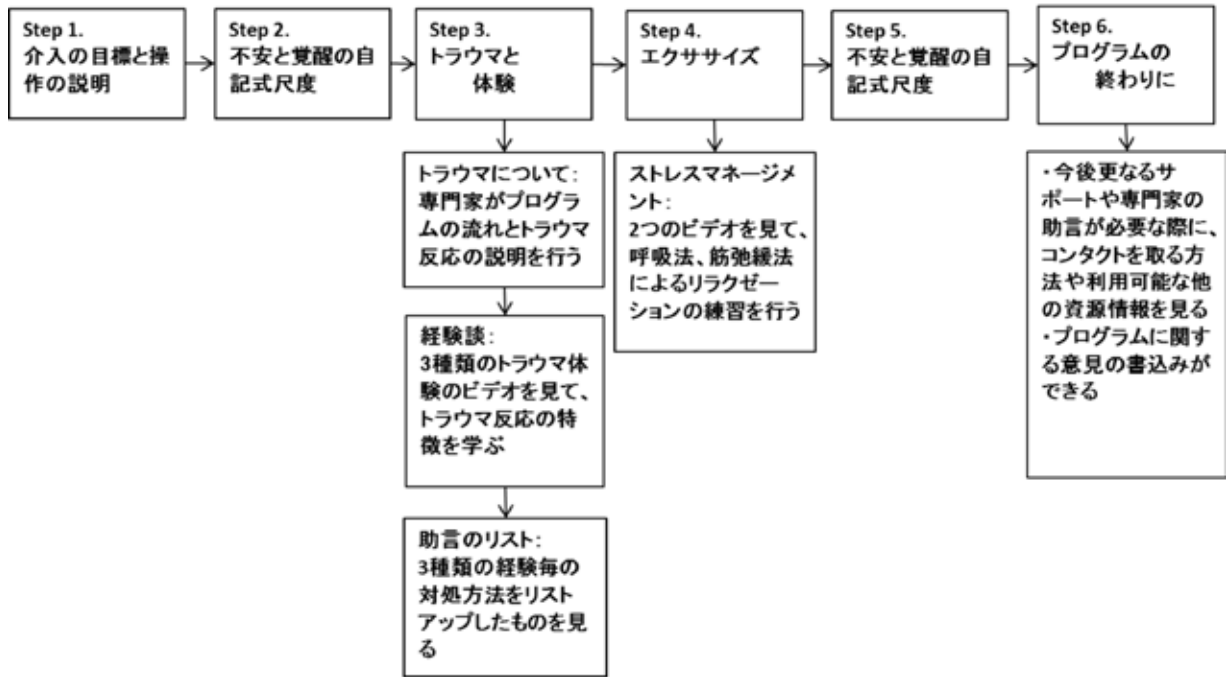 Step 1.
介入の目標と操
作の説明
Step 2.
不安と覚醒の自
記式尺度
Step 3.
トラウマと
体験
Step 4.
エクササイズ
Step 5.
不安と覚醒の自
記式尺度
Step 6.
プログラムの
終わりに
トラウマについて:
専門家がプログラ
ムの流れとトラウマ
反応の説明を行う
経験談:
3種類のトラウマ体
験のビデオを見て、
トラウマ反応の特
徴を学ぶ
助言のリスト:
3種類の経験毎の
対処方法をリスト
アップしたものを見
る
ストレスマネージメ
ント:
2つのビデオを見て、
呼吸法、筋弛緩法
によるリラクゼー
ションの練習を行う
・今後更なるサ
ポートや専門家の
助言が必要な際に、
コンタクトを取る方
法や利用可能な他
の資源情報を見る
・プログラムに関す
る意見の書込みが
できる